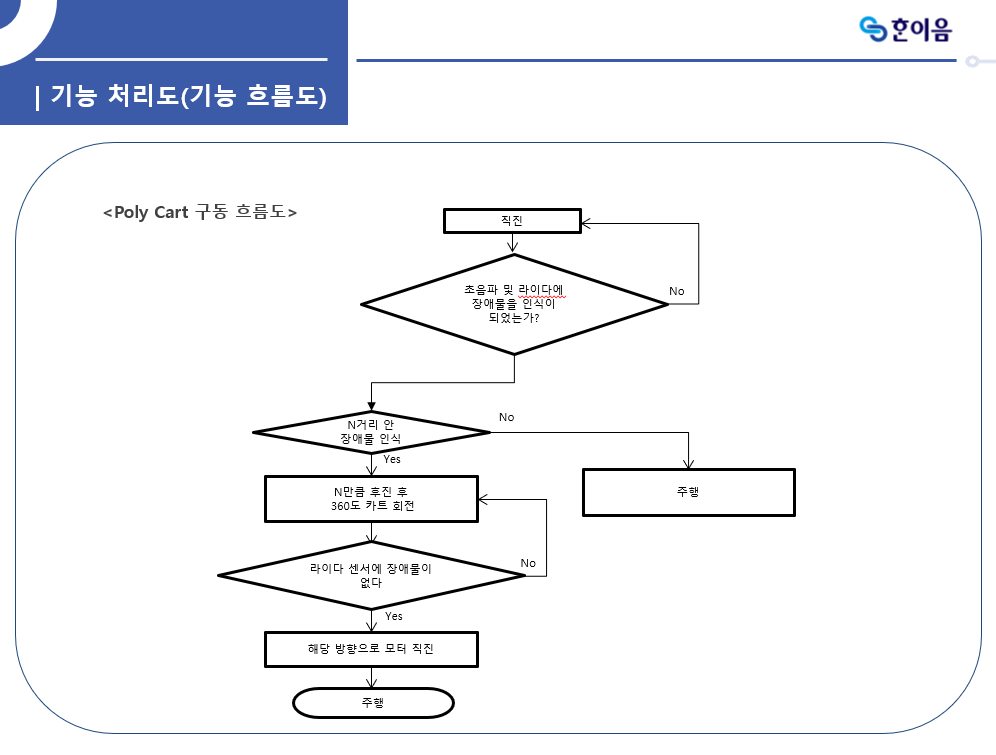 한이음
| 기능 처리도(기능 흐름도)
<Poly Cart 구동 흐름도>
직진
초음파 및 라이다에
장애물을 인식이
되었는가?
No
N거리 안
장애물 인식
No
Yes
N만큼 후진 후
360도 카트 회전
주행
라이다 센서에 장애물이
없다
No
Yes
해당 방향으로 모터 직진
주행